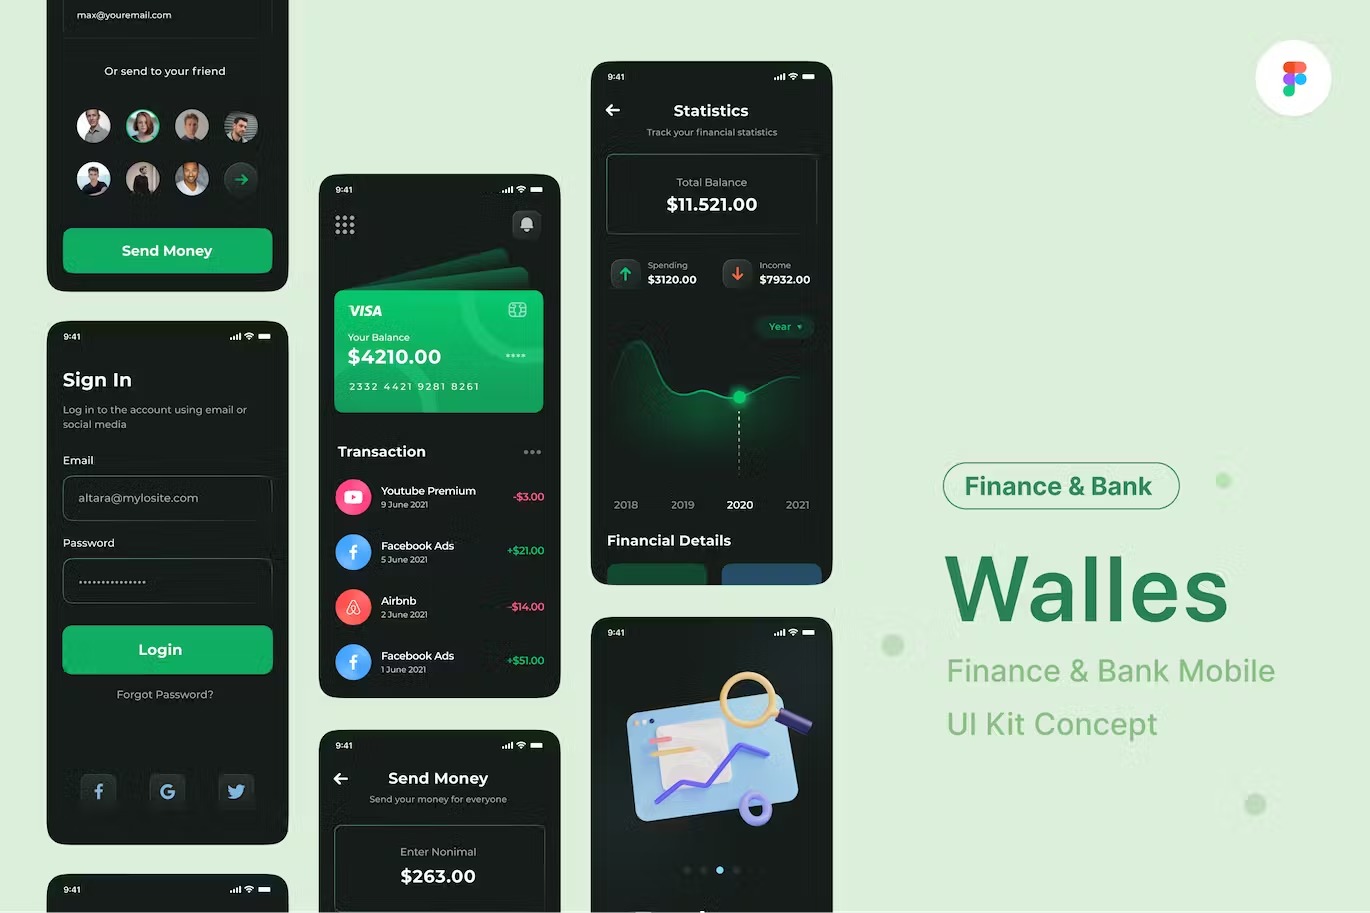 max@youremail.com
Or send to your friend
Send Money
9:41
Sign In
Log in to the account using email or
social media
Email
altara@mylosite.com
Password
Login
Forgot Password?
f
G
9:41
9:41
VISA
Your Balance
$4210.00
2332 4421 9281 8261
Transaction
Youtube Premium
-$3.00
9 June 2021
Facebook Ads
+$21.00
5 June 2021
Airbnb
-$14.00
2 June 2021
Facebook Ads
+$51.00
1 June 2021
9:41
Send Money
Send your money for everyone
Enter Nonimal
$263.00
9:41
Statistics
Track your financial statistics
Total Balance
$11.521.00
Spending
$3120.00
Income
$7932.00
Year
2018 2019 2020 2021
Financial Details
9:41
Finance & Bank
Walles
Finance & Bank Mobile
UI Kit Concept